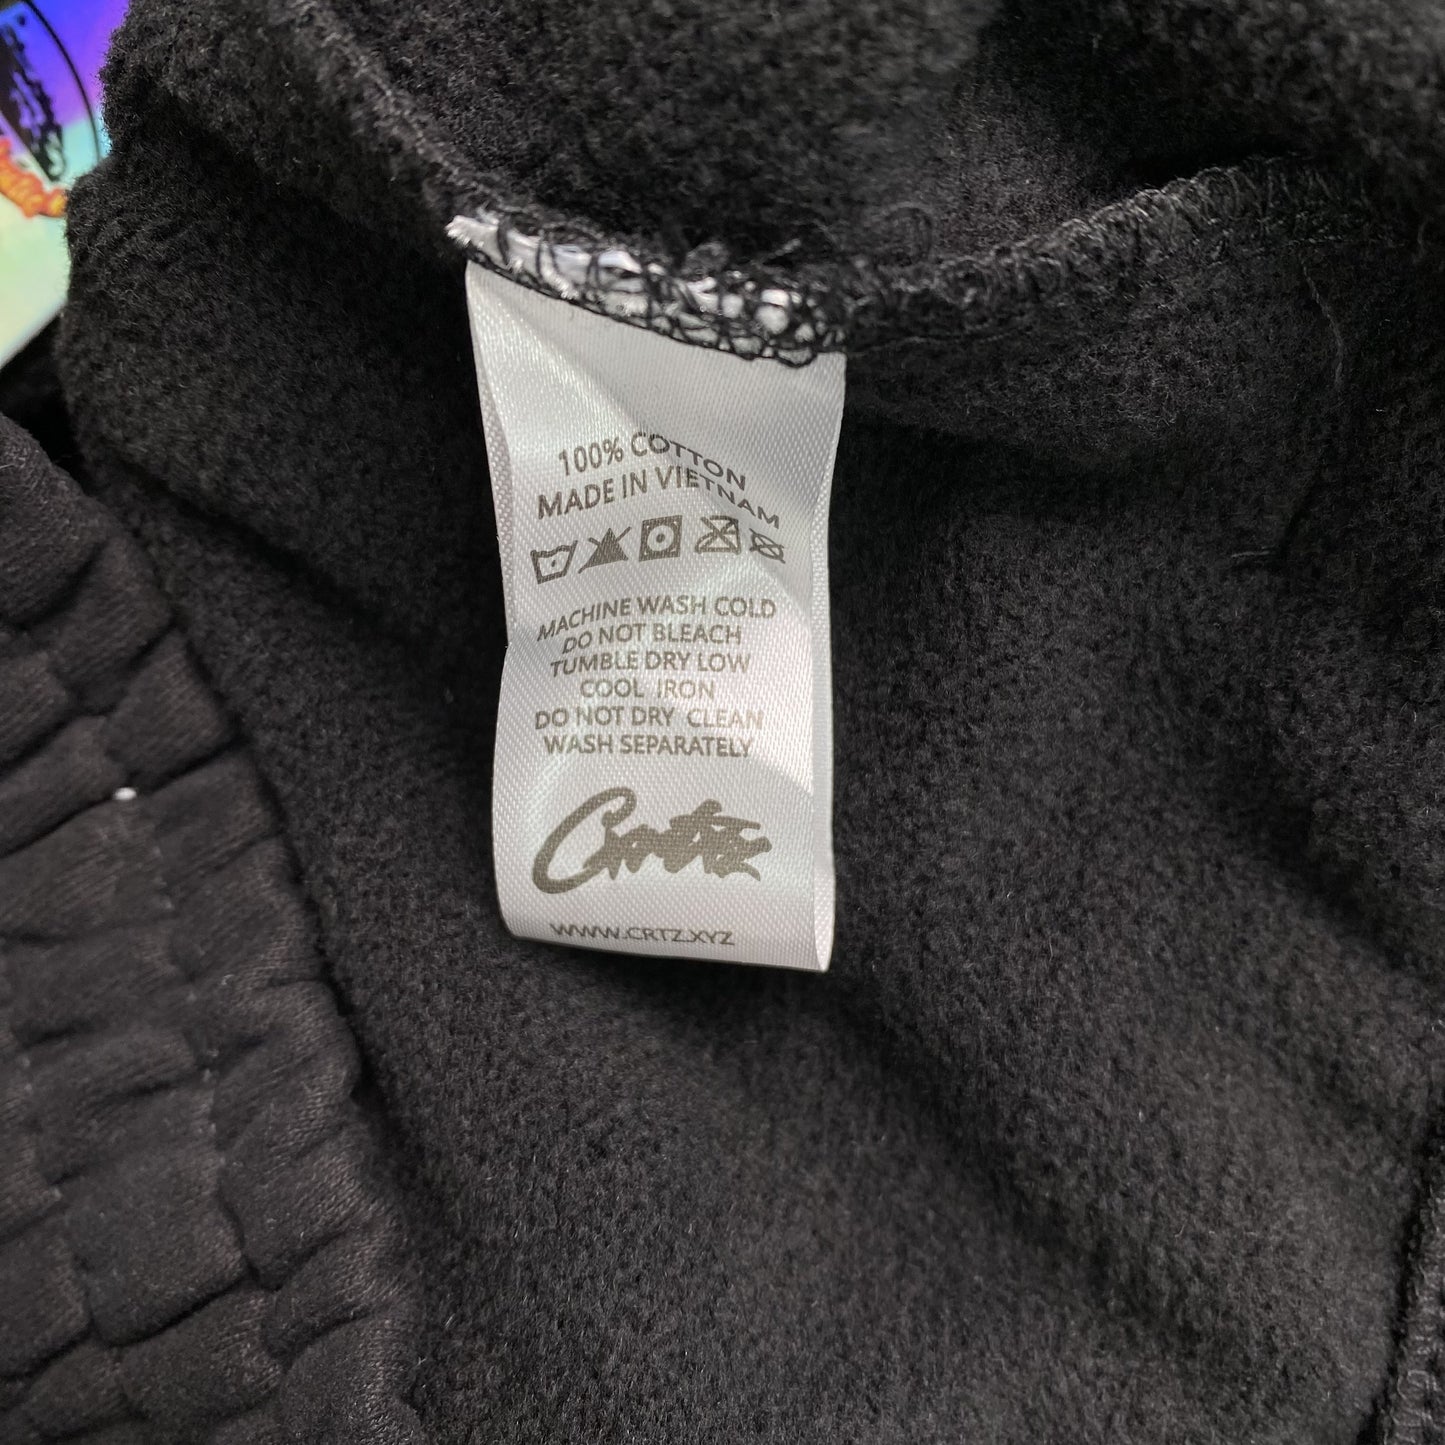 100% COTTON
MADE IN VIETNAM
MACHINE WASH COLD
DO NOT BLEACH
TUMBLE DRY LOW
COOL IRON
DO NOT DRY CLEAN
WASH SEPARATELY
Crtz
WWW.CRTZ.XYZ